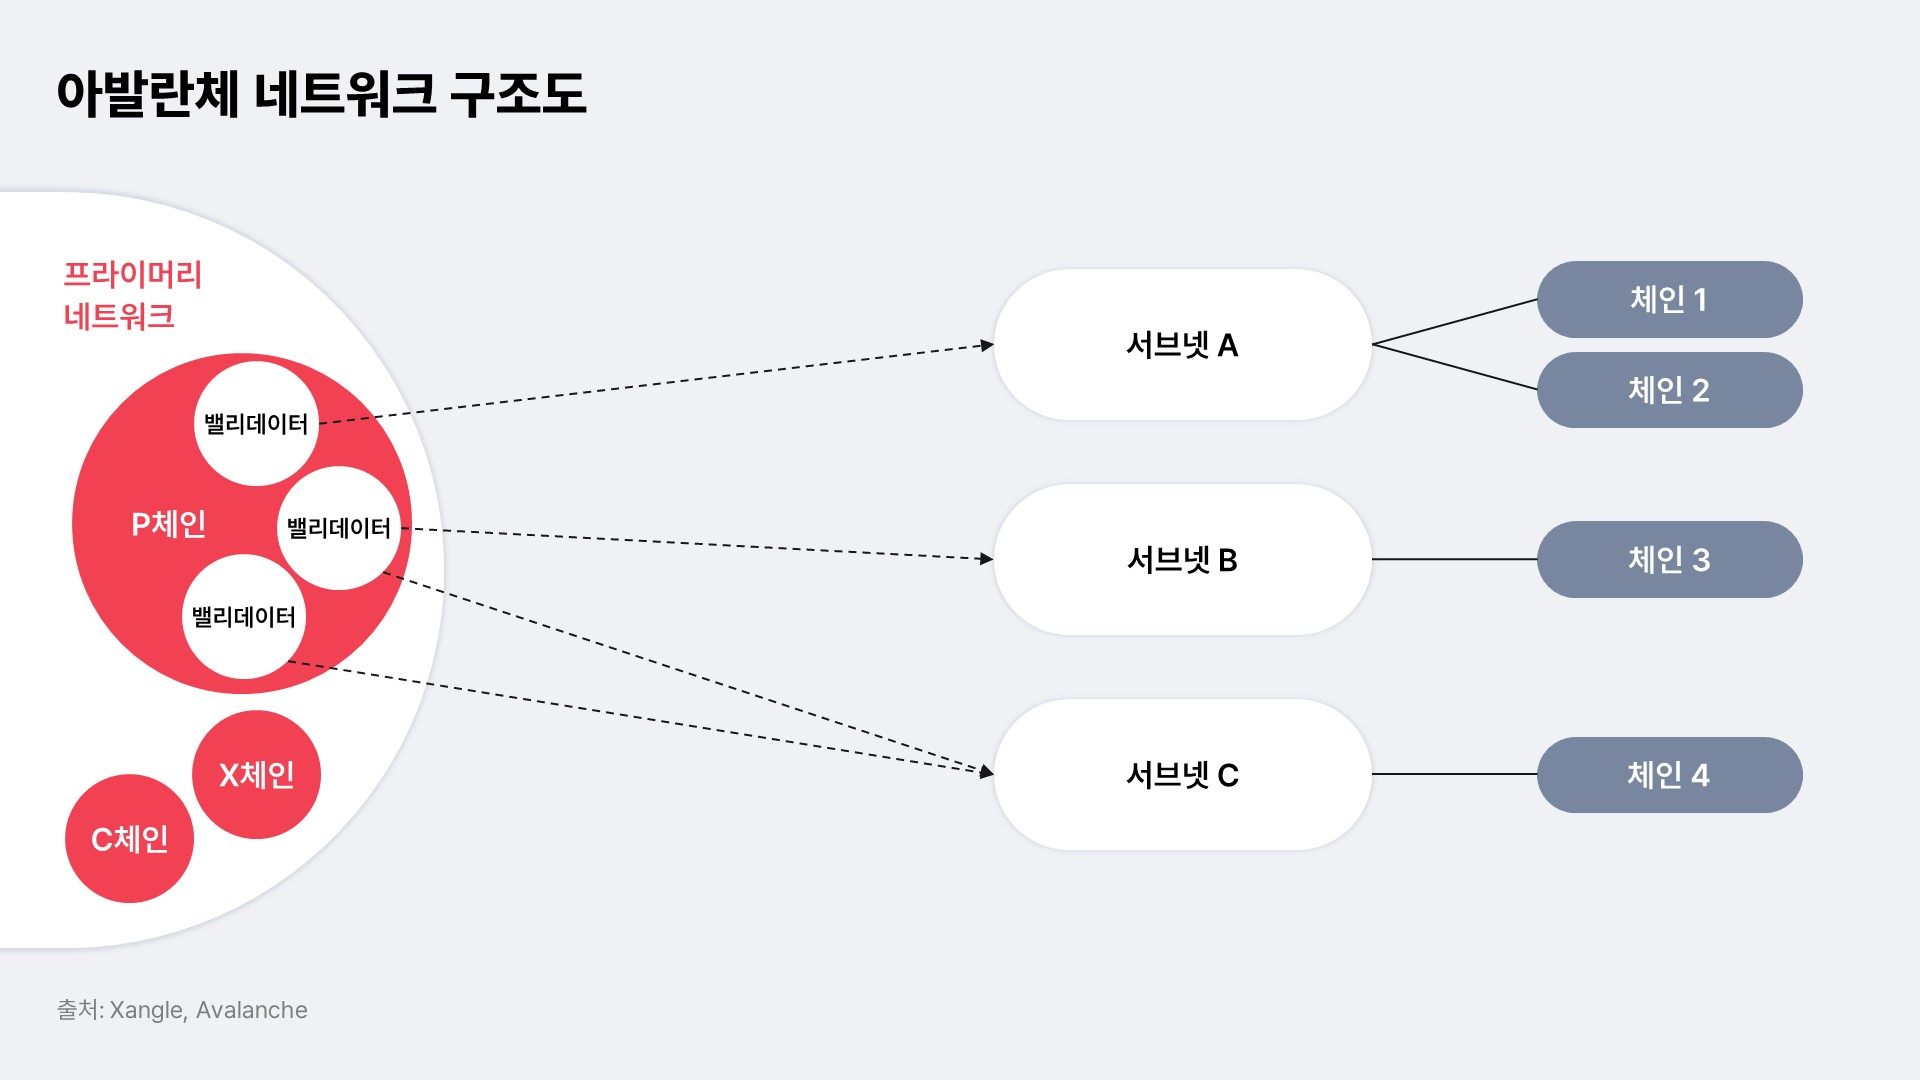 아발란체 네트워크 구조도
프라이머리
네트워크
P체인
밸리데이터
밸리데이터
밸리데이터
X체인
C체인
서브넷 A
체인 1
체인 2
서브넷 B
체인 3
서브넷 C
체인 4
출처: Xangle, Avalanche